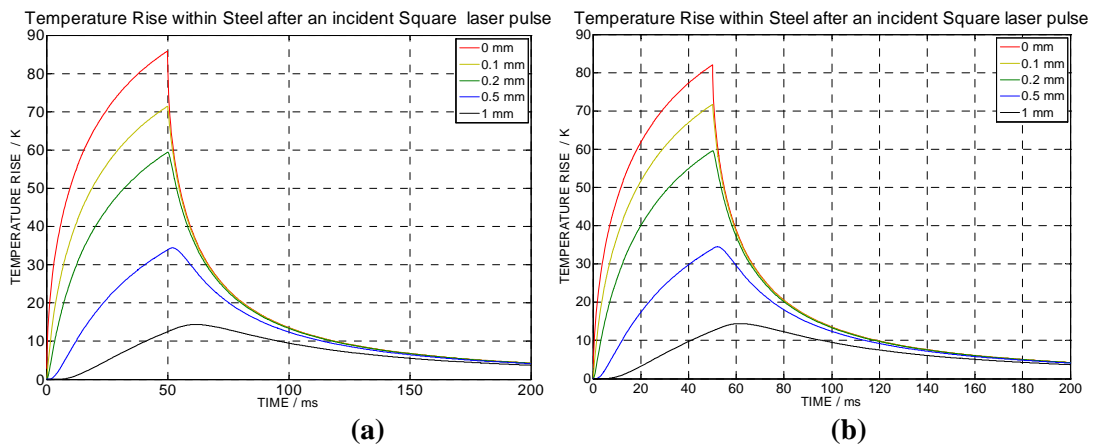 Temperature Rise within Steel after an incident Square laser pulse
90
80
70
60
50
40
30
20
10
0
TEMPERATURE RISE / K
0 mm
0.1 mm
0.2 mm
0.5 mm
1 mm
0 50 100 150 200
TIME / ms
(a)
Temperature Rise within Steel after an incident Square laser pulse
90
80
70
60
50
40
30
20
10
0
TEMPERATURE RISE / K
0 mm
0.1 mm
0.2 mm
0.5 mm
1 mm
0 20 40 60 80 100 120 140 160 180 200
TIME / ms
(b)